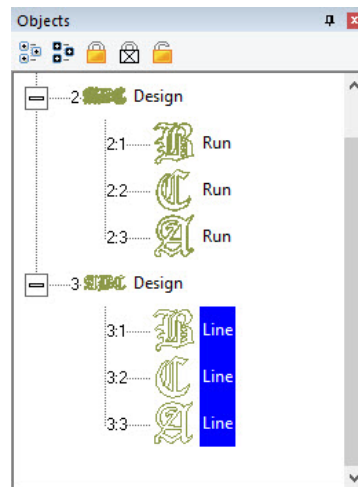 Objects
2 Design
2:1 B Run
2:2 C Run
2:3 A Run
3 Design
3:1 B Line
3:2 C Line
3:3 A Line